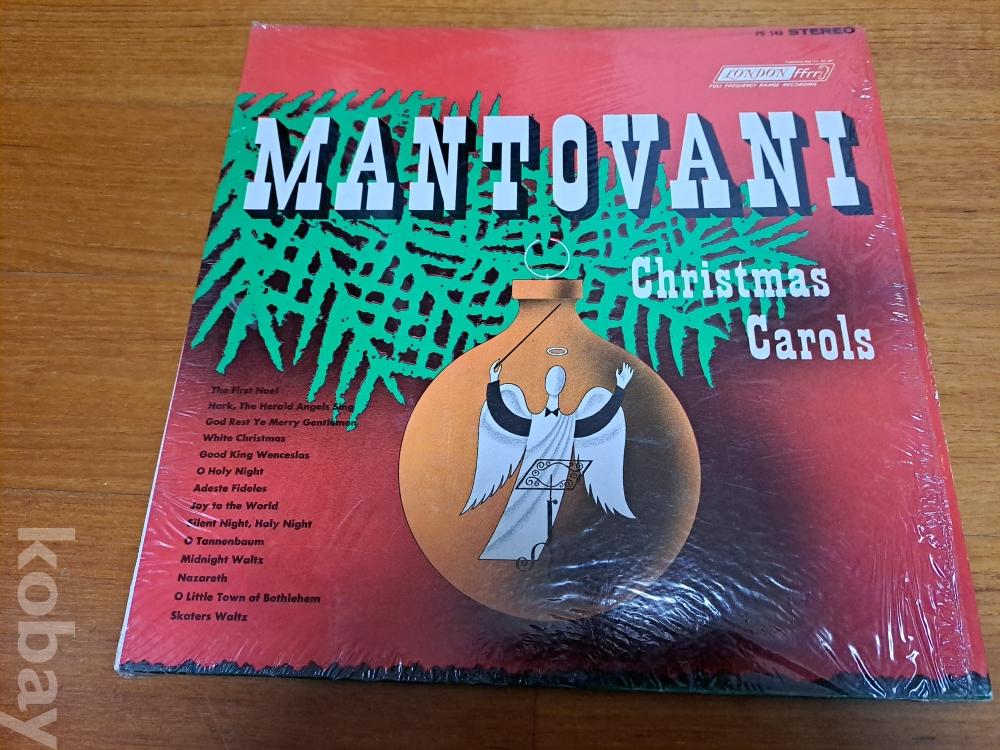 PS 142 STEREO
LONDON ffrr
FULL FREQUENCY RANGE RECORDING
MANTOVANI
Christmas
Carols
The First Noel
Hark, The Herald Angels Sing
God Rest Ye Merry Gentlemen
White Christmas
Good King Wenceslas
O Holy Night
Adeste Fideles
Joy to the World
Silent Night, Holy Night
O Tannenbaum
Midnight Waltz
Nazareth
O Little Town of Bethlehem
Skaters Waltz
kobay